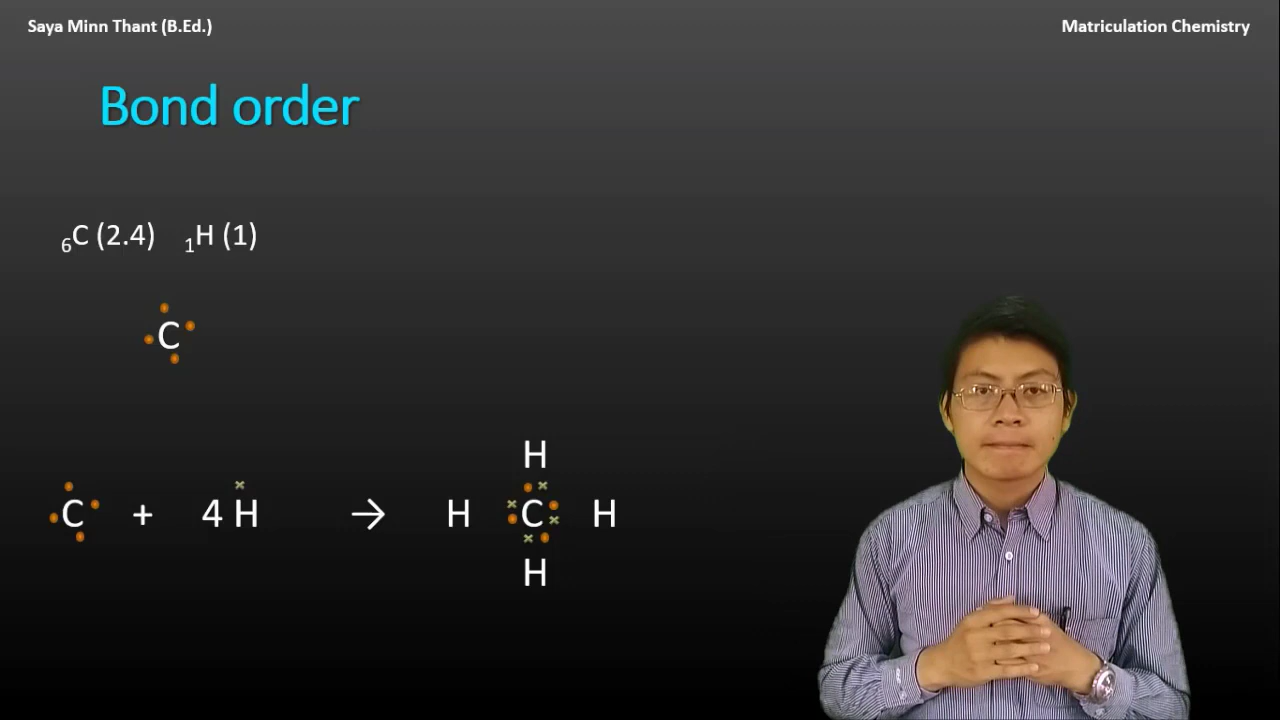 Saya Minn Thant (B.Ed.)
Matriculation Chemistry
Bond order
₆C (2.4) ₁H (1)
C
H
C + 4 H → H C H
H